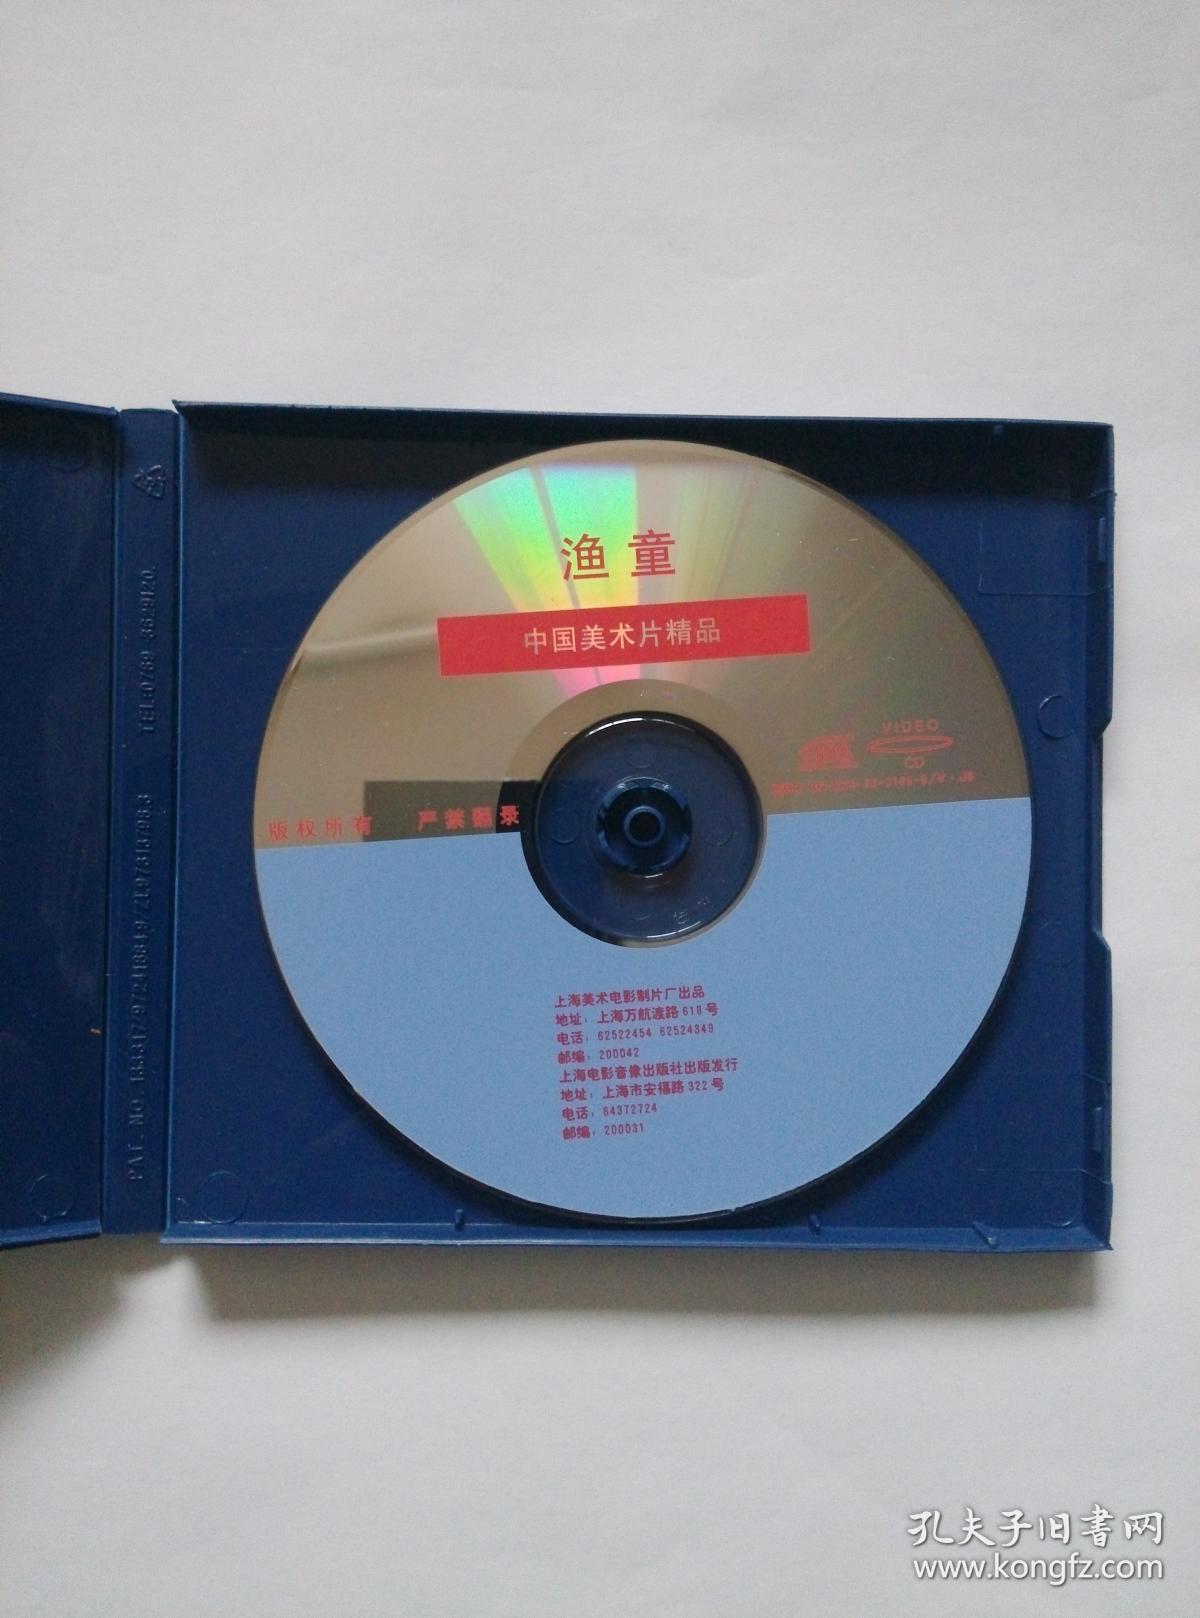 渔童
中国美术片精品
VIDEO
CD
版权所有 严禁翻录
上海美术电影制片厂出品
地址：上海万航渡路618号
电话：62522454 62524349
邮编：200042
上海电影音像出版社出版发行
地址：上海市安福路322号
电话：64372724
邮编：200031
TEL:0769-3629120.
孔夫子旧书网
www.kongfz.com